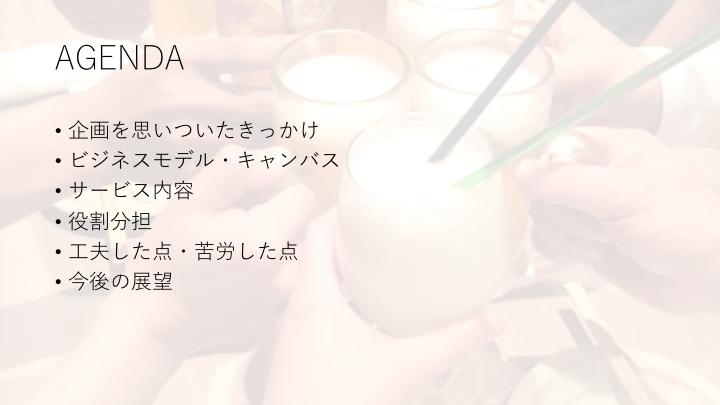 AGENDA
• 企画を思いついたきっかけ
• ビジネスモデル・キャンバス
• サービス内容
• 役割分担
• 工夫した点・苦労した点
• 今後の展望